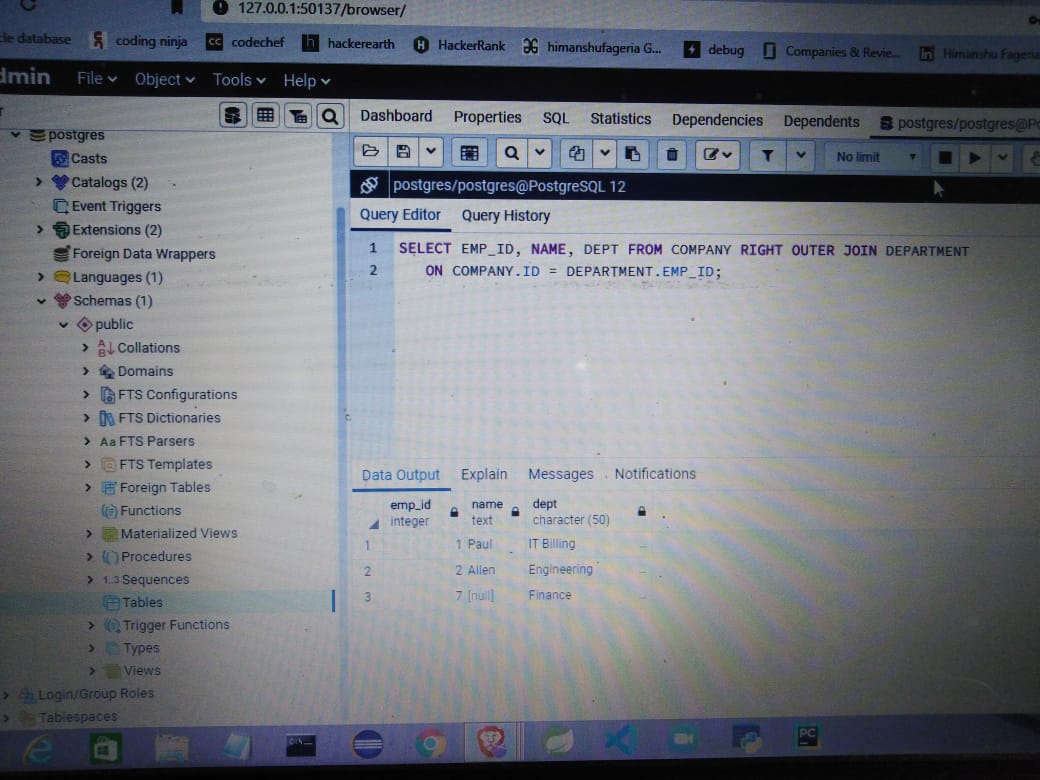 127.0.0.1:50137/browser/
cle database
coding ninja
CC codechef
h hackerearth
H HackerRank
himanshufageria G...
debug
Companies & Revie...
in Himanshu Fageria
dmin File Object Tools Help
Dashboard Properties SQL Statistics Dependencies Dependents postgres/postgres@Po
No limit
postgres/postgres@PostgreSQL 12
Query Editor Query History
1 SELECT EMP_ID, NAME, DEPT FROM COMPANY RIGHT OUTER JOIN DEPARTMENT
2 ON COMPANY.ID = DEPARTMENT.EMP_ID;
postgres
Casts
Catalogs (2)
Event Triggers
Extensions (2)
Foreign Data Wrappers
Languages (1)
Schemas (1)
public
Collations
Domains
FTS Configurations
FTS Dictionaries
Aa FTS Parsers
FTS Templates
Foreign Tables
Functions
Materialized Views
Procedures
1..3 Sequences
Tables
Trigger Functions
Types
Views
Login/Group Roles
Tablespaces
Data Output Explain Messages Notifications
emp_id name dept
integer text character (50)
1 1 Paul IT Billing
2 2 Allen Engineering
3 7 [null] Finance
PC